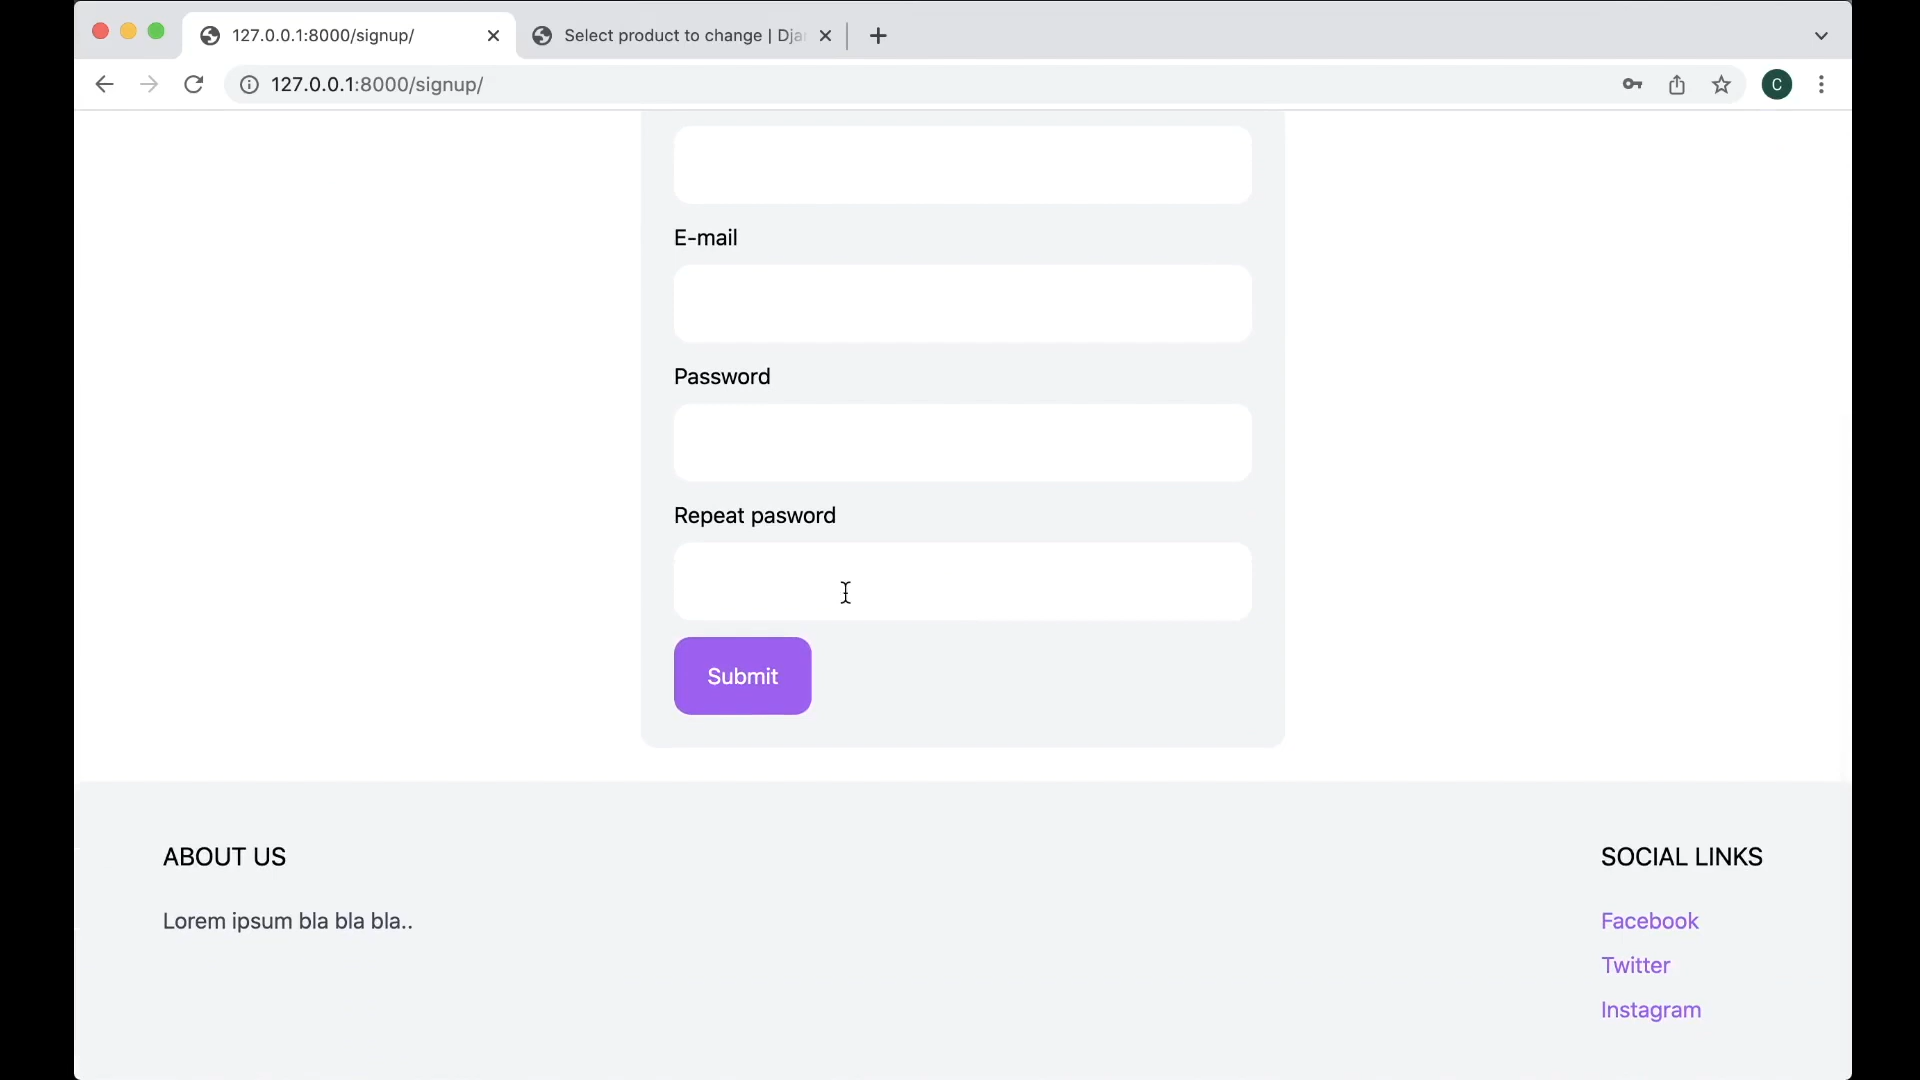 127.0.0.1:8000/signup/
Select product to change | Dja
127.0.0.1:8000/signup/
C
E-mail
Password
Repeat pasword
Submit
ABOUT US
SOCIAL LINKS
Lorem ipsum bla bla bla..
Facebook
Twitter
Instagram